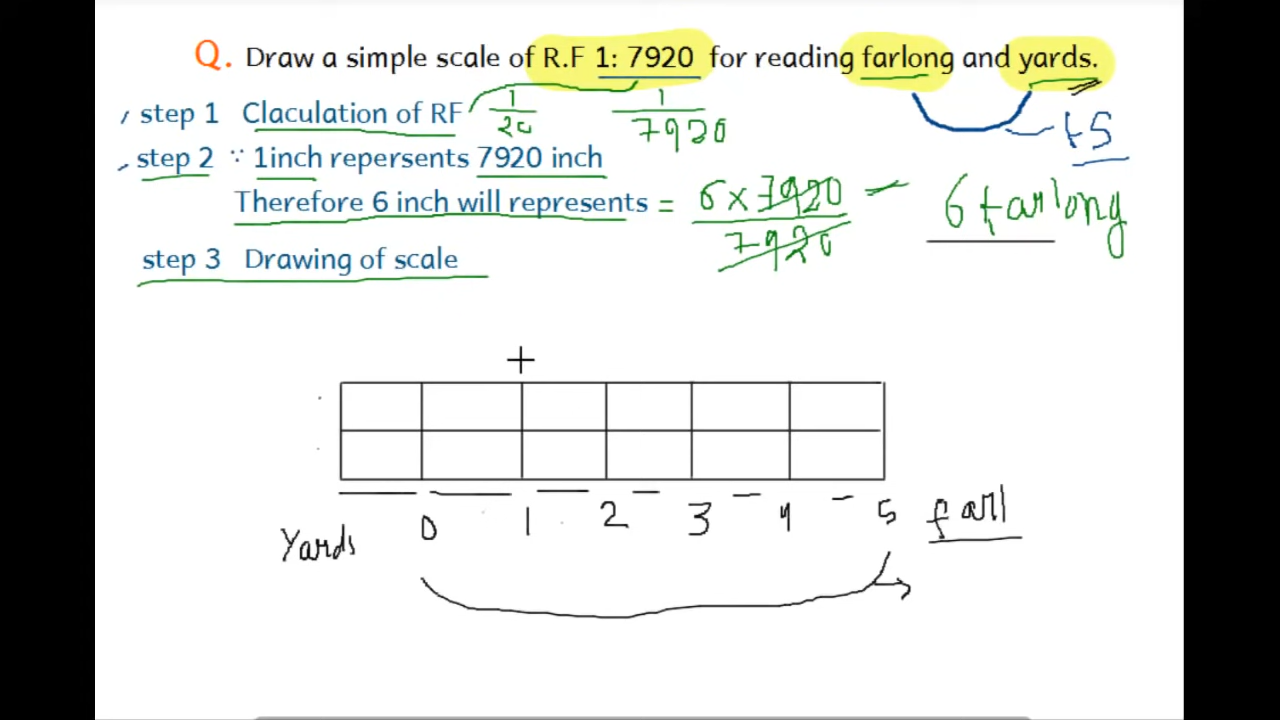 Q. Draw a simple scale of R.F 1: 7920 for reading farlong and yards.
step 1 Claculation of RF 1/20 1/7920 FS
step 2 ∵ 1inch repersents 7920 inch
Therefore 6 inch will represents = 6 x 7920/7920 - 6 farlong
step 3 Drawing of scale
+
Yards 0 1 2 3 4 5 farl